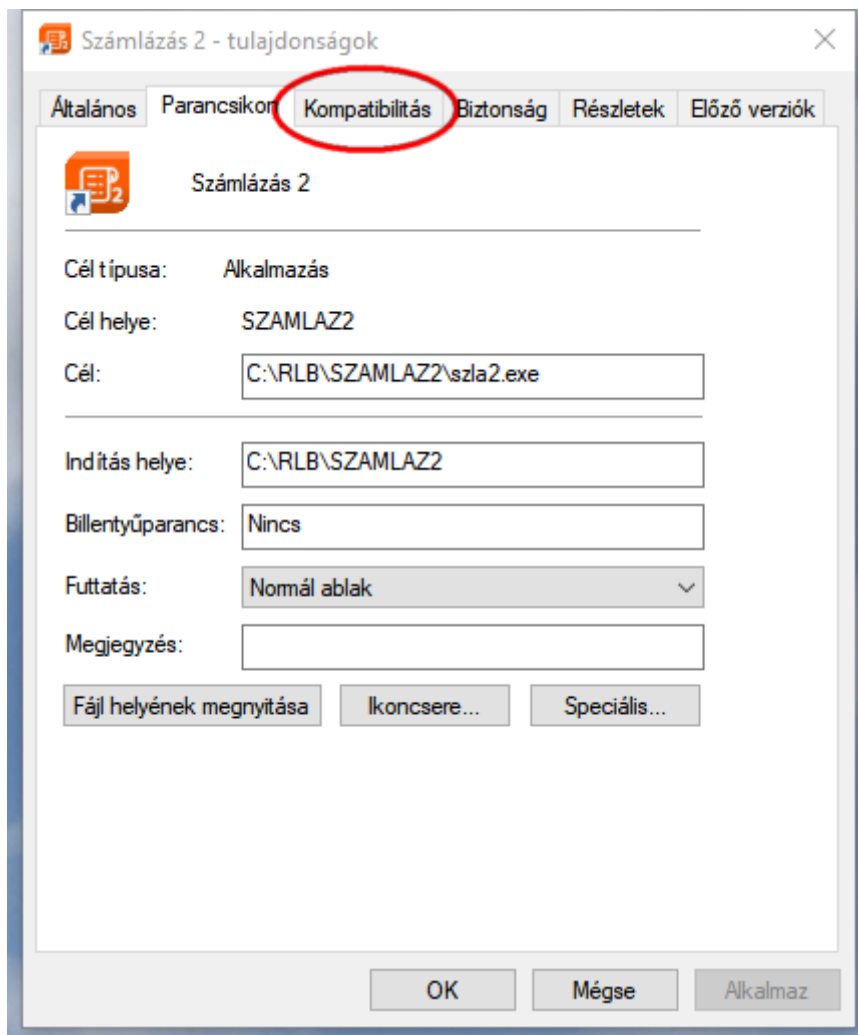 Számlázás 2 - tulajdonságok
Általános Parancsikon Kompatibilitás Biztonság Részletek Előző verziók
Számlázás 2
Cél típusa: Alkalmazás
Cél helye: SZAMLAZ2
Cél: C:\RLB\SZAMLAZ2\szla2.exe
Indítás helye: C:\RLB\SZAMLAZ2
Billentyűparancs: Nincs
Futtatás: Normál ablak
Megjegyzés:
Fájl helyének megnyitása Ikoncsere... Speciális...
OK Mégse Alkalmaz